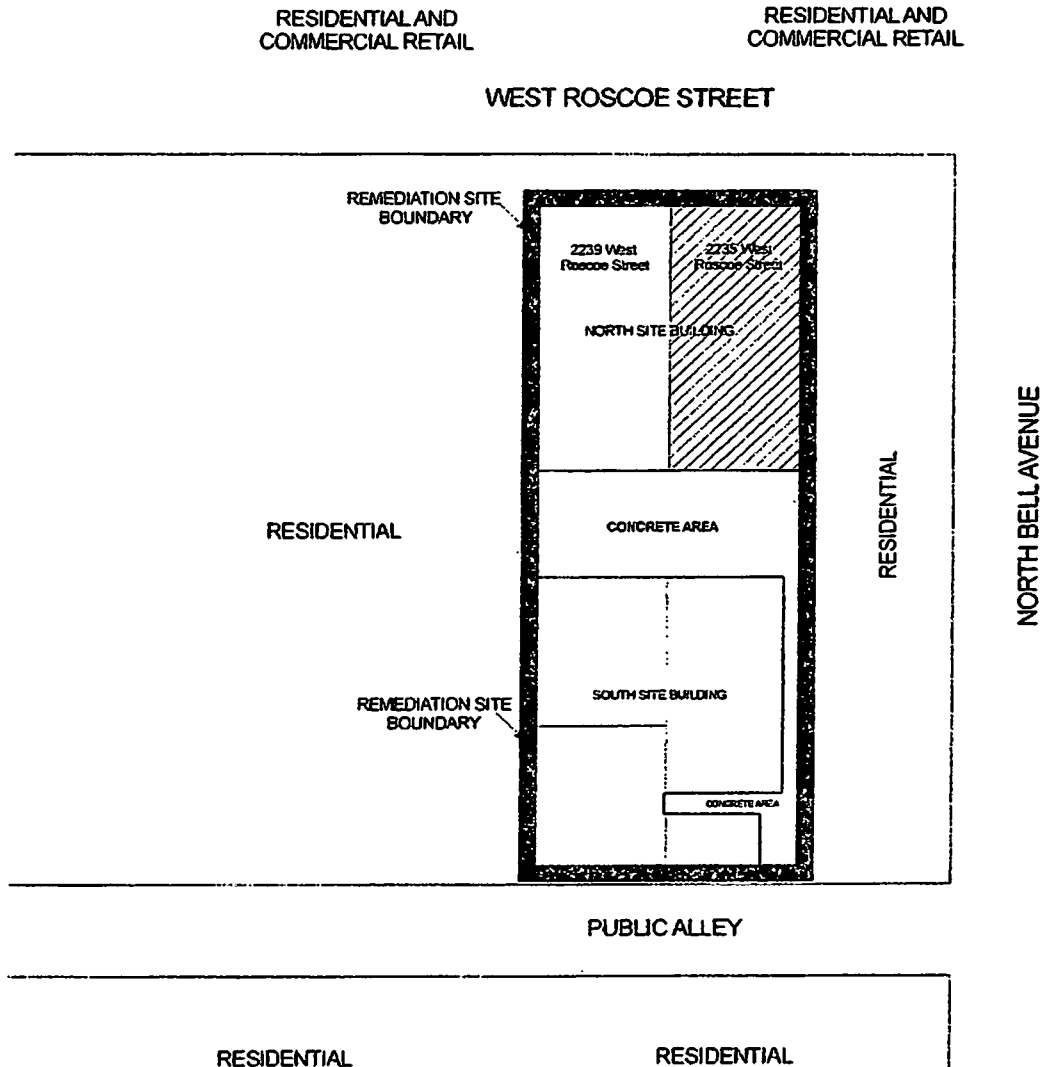 RESIDENTIAL AND
COMMERCIAL RETAIL
RESIDENTIAL AND
COMMERCIAL RETAIL
WEST ROSCOE STREET
REMEDIATION SITE
BOUNDARY
2239 West
Roscoe Street
2235 West
Roscoe Street
NORTH SITE BUILDING
RESIDENTIAL
CONCRETE AREA
RESIDENTIAL
NORTH BELL AVENUE
REMEDIATION SITE
BOUNDARY
SOUTH SITE BUILDING
CONCRETE AREA
PUBLIC ALLEY
RESIDENTIAL
RESIDENTIAL